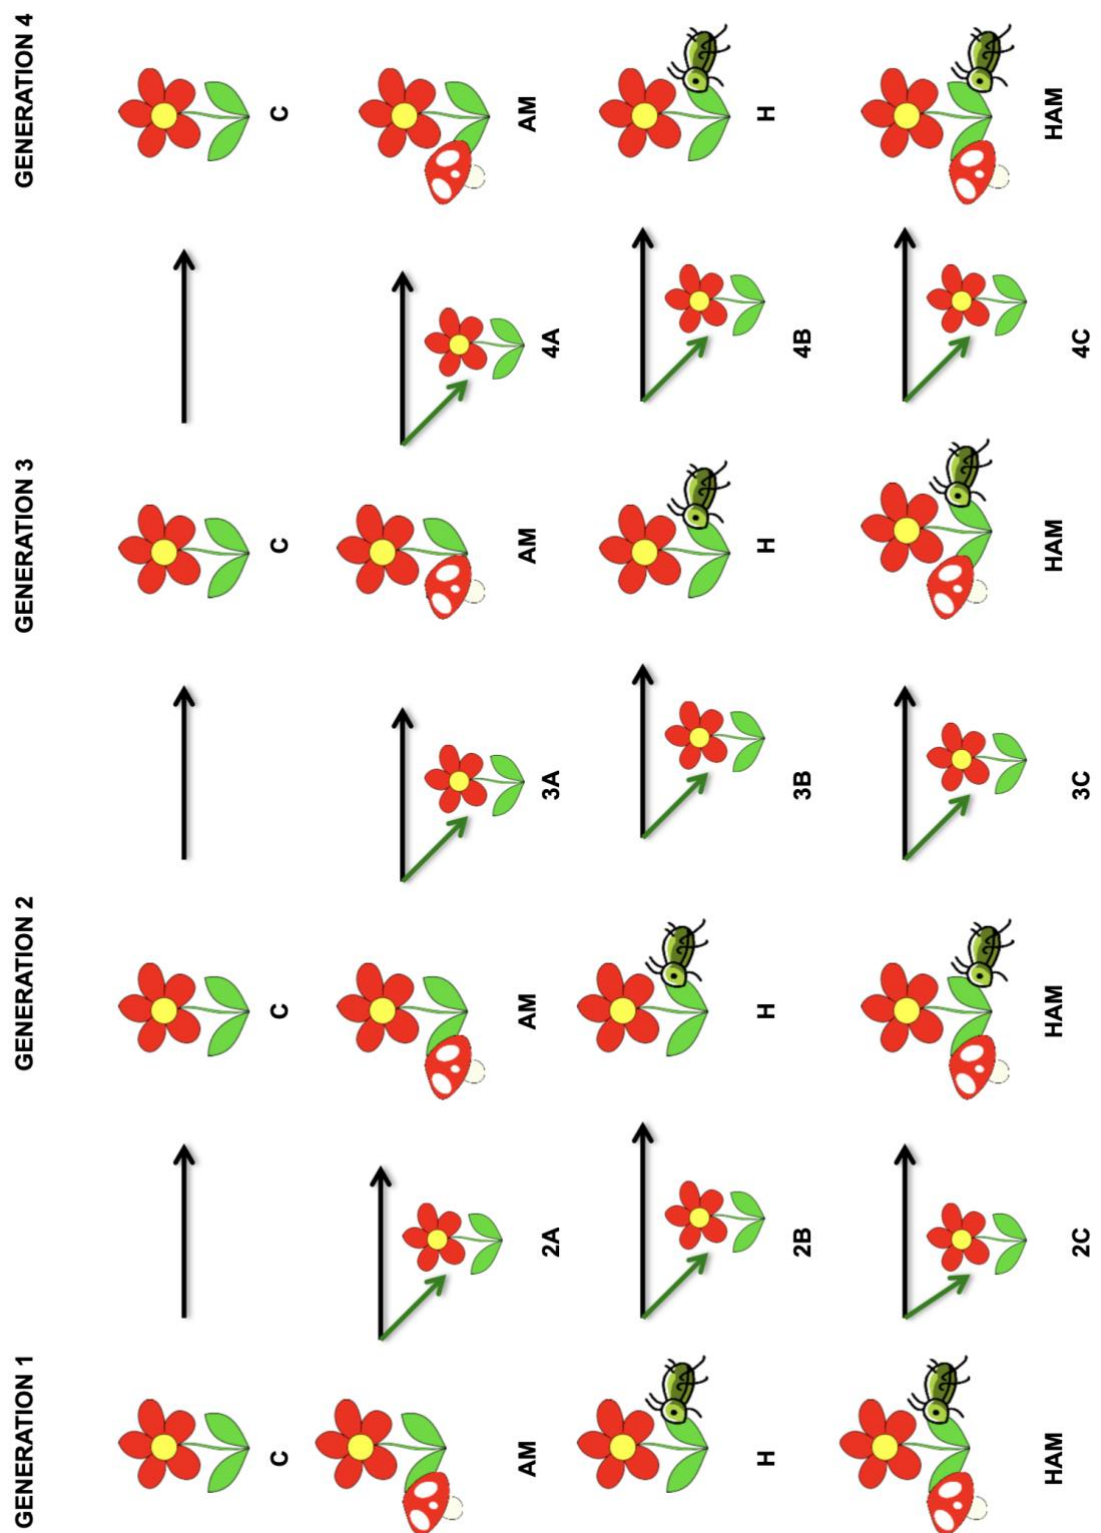 GENERATION 1 GENERATION 2 GENERATION 3 GENERATION 4
C C C C
AM 2A AM 3A AM 4A AM
H 2B H 3B H 4B H
HAM 2C HAM 3C HAM 4C HAM